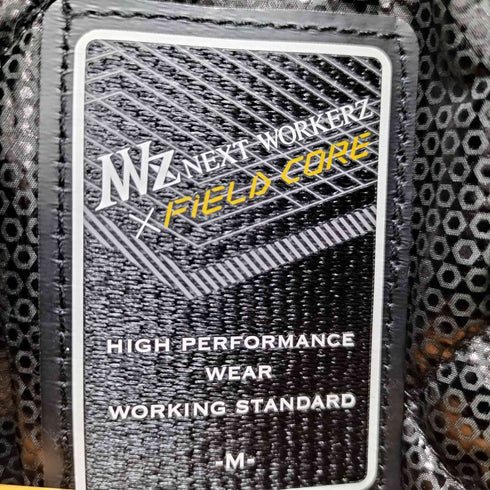 NWZ NEXT WORKERZ
× FIELD CORE
HIGH PERFORMANCE
WEAR
WORKING STANDARD
-M-